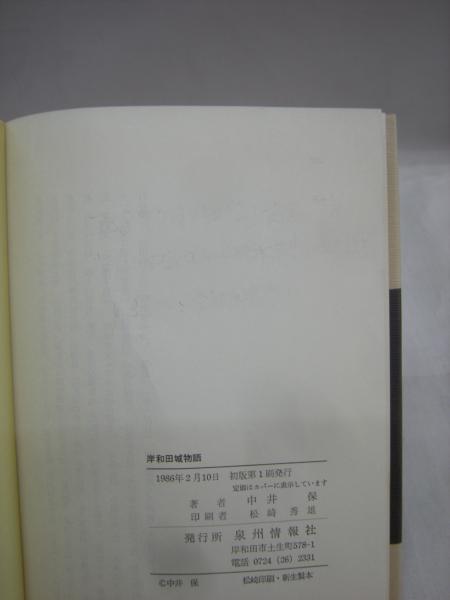 岸和田城物語
1986年2月10日 初版第1刷発行
定価はカバーに表示しています
著者 中井 保
印刷者 松崎秀雄
発行所 泉州情報社
岸和田市土生町578-1
電話 0724 (26) 2331
©中井 保 松崎印刷・新生製本